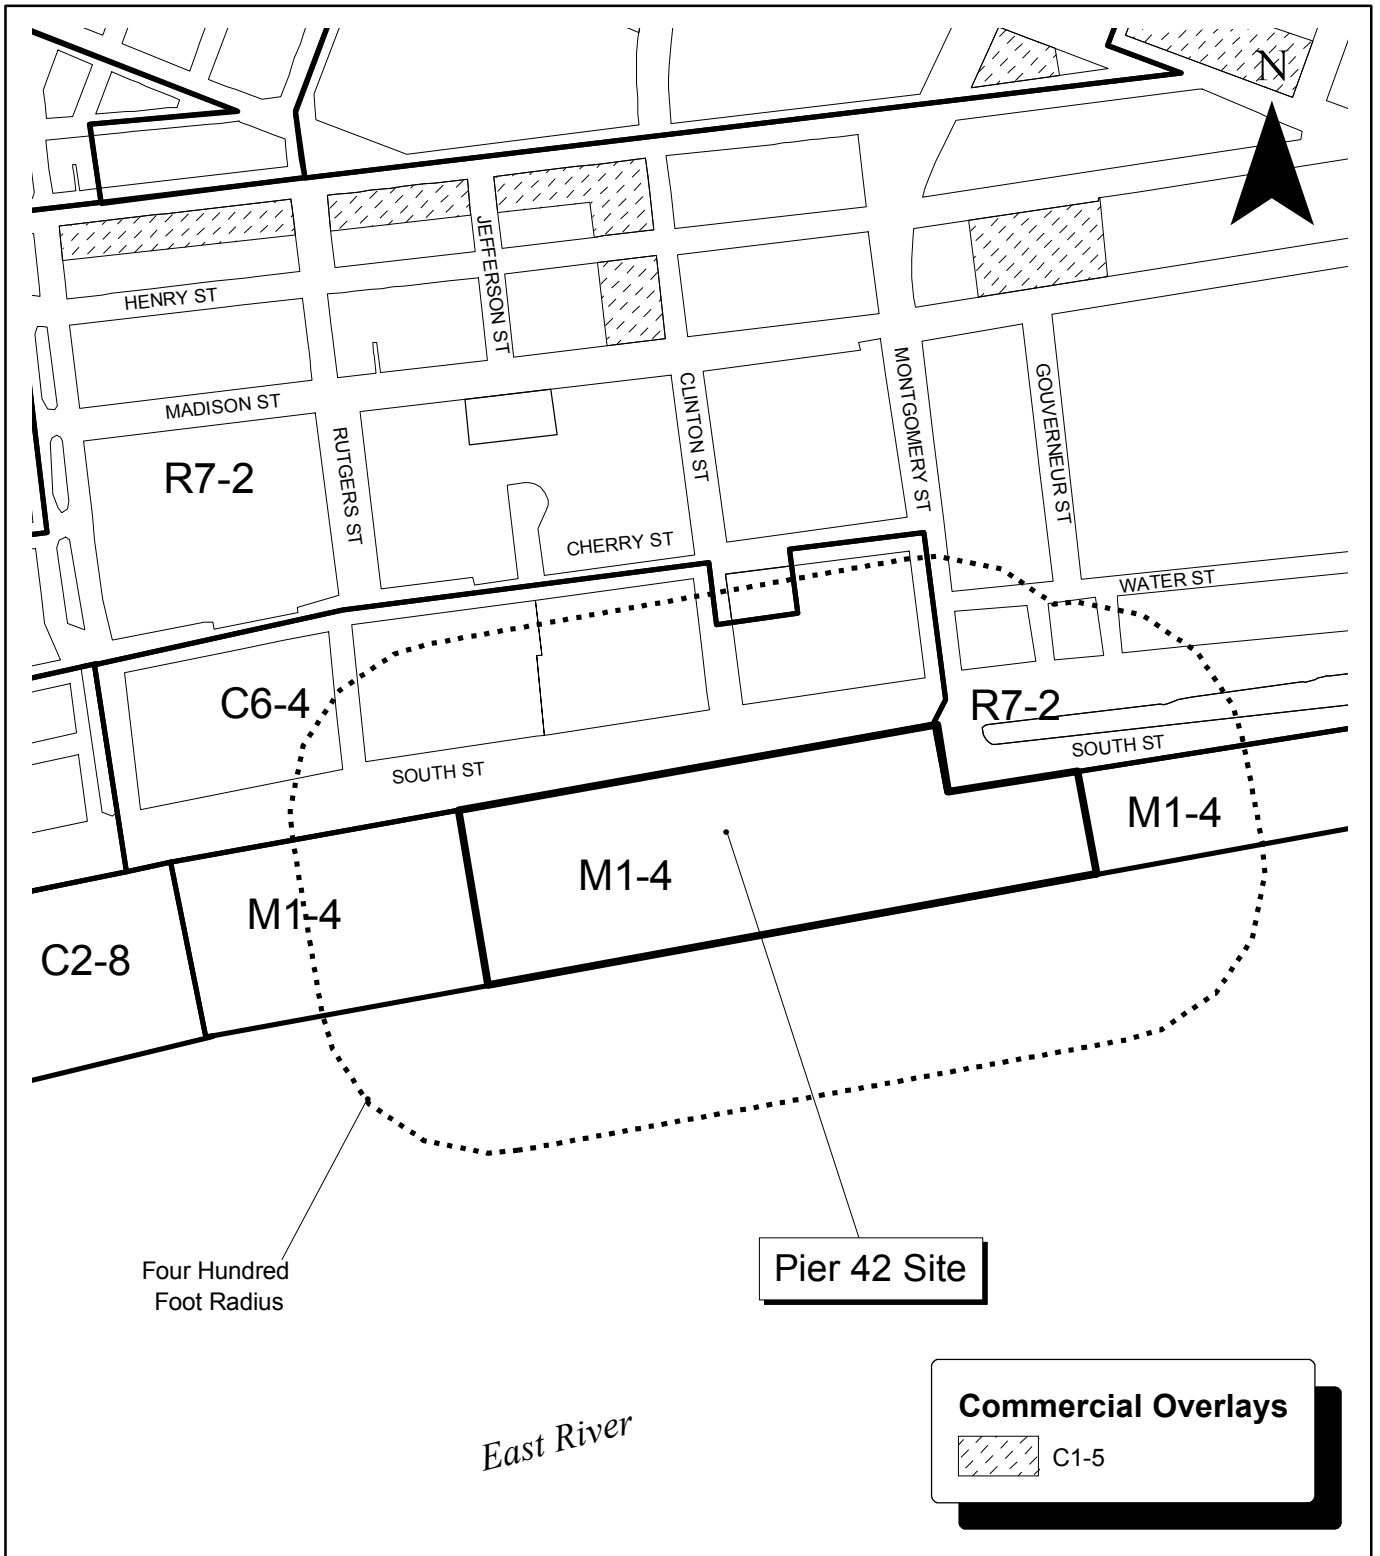 N
JEFFERSON ST
HENRY ST
MADISON ST
RUTGERS ST
CLINTON ST
MONTGOMERY ST
GOUVERNEUR ST
R7-2
CHERRY ST
WATER ST
C6-4
R7-2
SOUTH ST
SOUTH ST
M1-4
M1-4
M1-4
C2-8
Four Hundred
Foot Radius
Pier 42 Site
East River
Commercial Overlays
C1-5